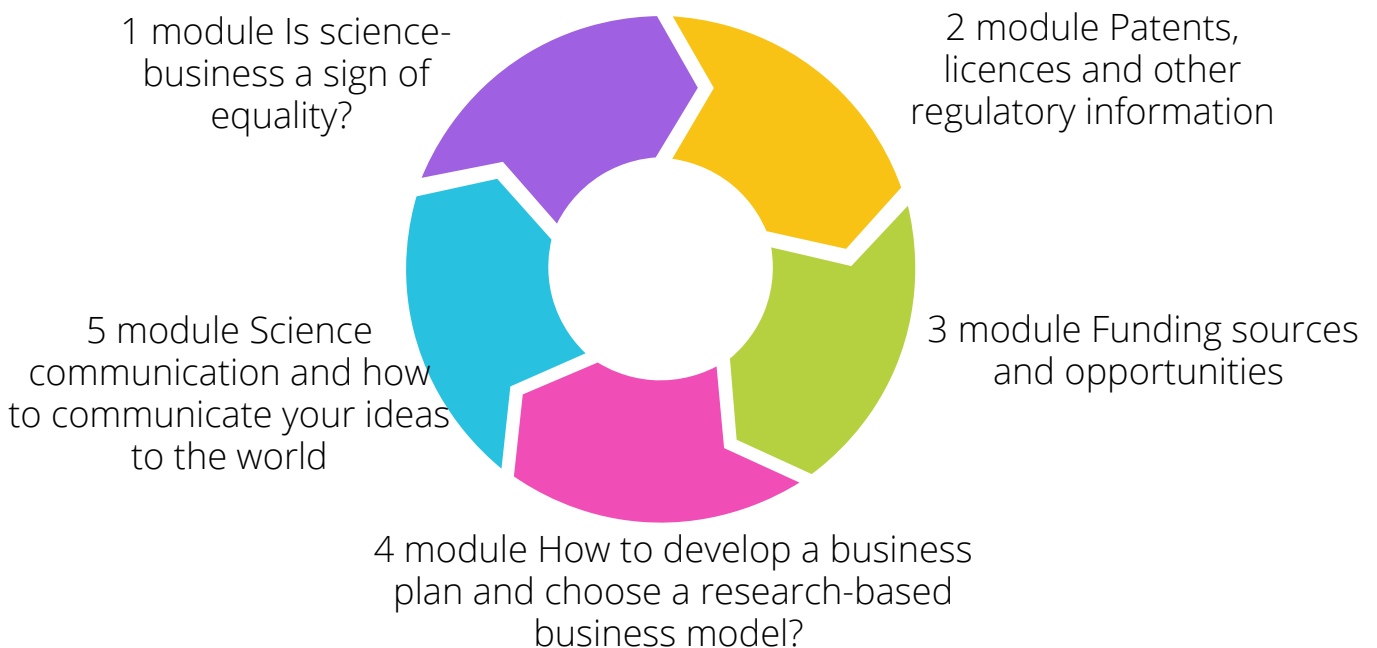 1 module Is science-
business a sign of
equality?
2 module Patents,
licences and other
regulatory information
3 module Funding sources
and opportunities
4 module How to develop a business
plan and choose a research-based
business model?
5 module Science
communication and how
to communicate your ideas
to the world